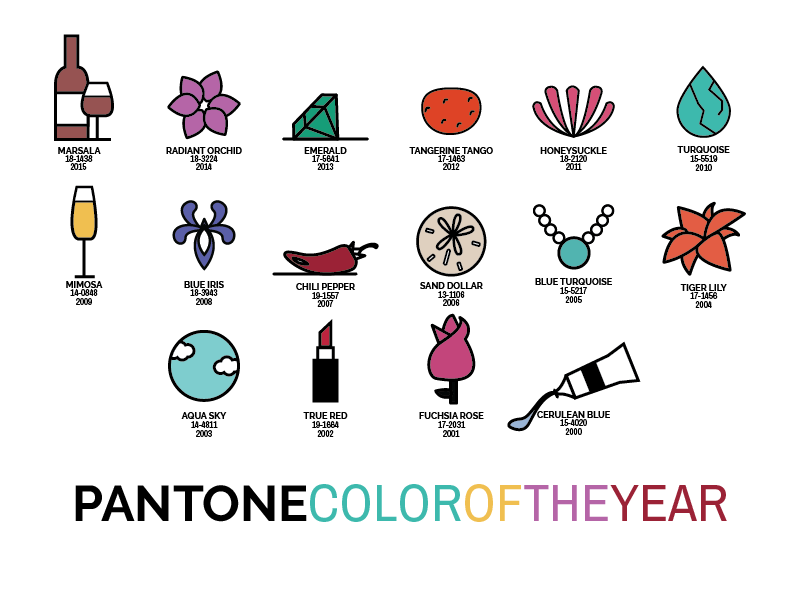 MARSALA
18-1438
2015
RADIANT ORCHID
18-3224
2014
EMERALD
17-5641
2013
TANGERINE TANGO
17-1463
2012
HONEYSUCKLE
18-2120
2011
TURQUOISE
15-5519
2010
MIMOSA
14-0848
2009
BLUE IRIS
18-3943
2008
CHILI PEPPER
19-1557
2007
SAND DOLLAR
13-1106
2006
BLUE TURQUOISE
15-5217
2005
TIGER LILY
17-1456
2004
AQUA SKY
14-4811
2003
TRUE RED
19-1664
2002
FUCHSIA ROSE
17-2031
2001
CERULEAN BLUE
15-4020
2000
PANTONECOLOROFTHEYEAR